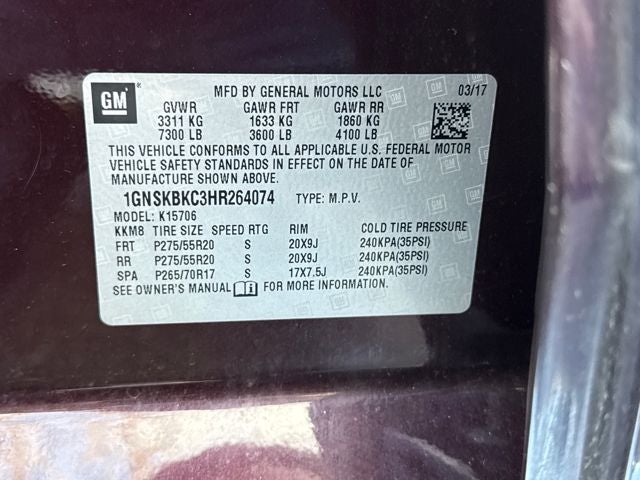 GM ®
MFD BY GENERAL MOTORS LLC 03/17
GVWR GAWR FRT GAWR RR
3311 KG 1633 KG 1860 KG
7300 LB 3600 LB 4100 LB
THIS VEHICLE CONFORMS TO ALL APPLICABLE U.S. FEDERAL MOTOR
VEHICLE SAFETY STANDARDS IN EFFECT ON THE DATE OF
MANUFACTURE SHOWN ABOVE.
1GNSKBKC3HR264074 TYPE: M.P.V.
MODEL: K15706
KKM8 TIRE SIZE SPEED RTG RIM COLD TIRE PRESSURE
FRT P275/55R20 S 20X9J 240KPA(35PSI)
RR P275/55R20 S 20X9J 240KPA(35PSI)
SPA P265/70R17 S 17X7.5J 240KPA(35PSI)
SEE OWNER'S MANUAL FOR MORE INFORMATION.